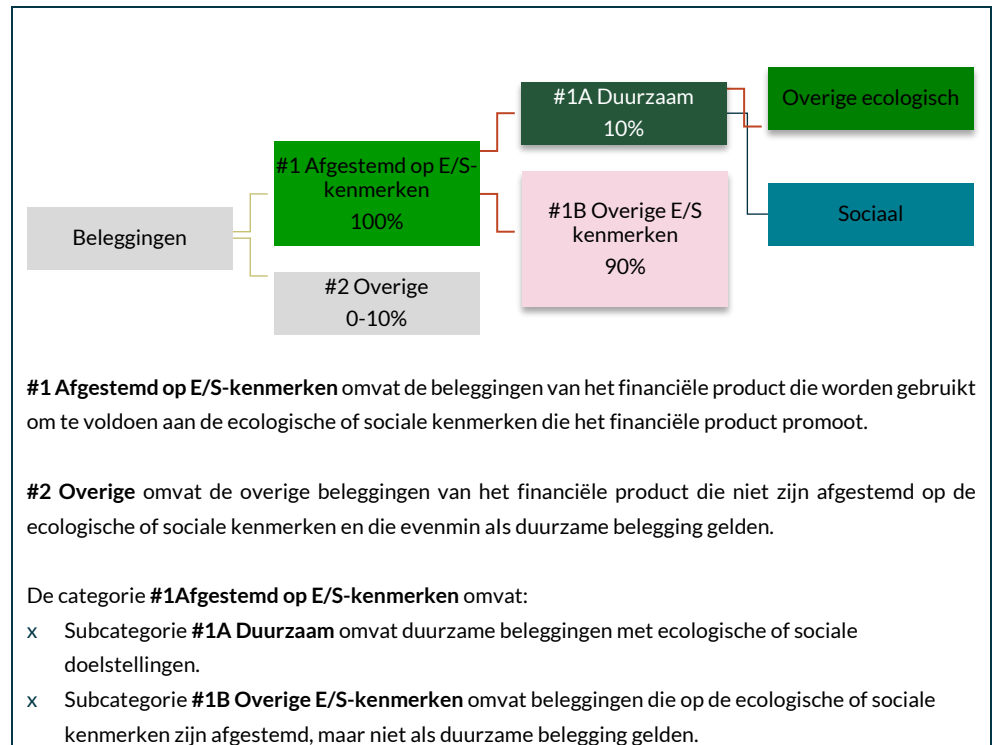 Beleggingen
#1 Afgestemd op E/S-
kenmerken
100%
#2 Overige
0-10%
#1A Duurzaam
10%
#1B Overige E/S
kenmerken
90%
Overige ecologisch
Sociaal
#1 Afgestemd op E/S-kenmerken omvat de beleggingen van het financiële product die worden gebruikt
om te voldoen aan de ecologische of sociale kenmerken die het financiële product promoot.
#2 Overige omvat de overige beleggingen van het financiële product die niet zijn afgestemd op de
ecologische of sociale kenmerken en die evenmin als duurzame belegging gelden.
De categorie #1Afgestemd op E/S-kenmerken omvat:
x Subcategorie #1A Duurzaam omvat duurzame beleggingen met ecologische of sociale
doelstellingen.
x Subcategorie #1B Overige E/S-kenmerken omvat beleggingen die op de ecologische of sociale
kenmerken zijn afgestemd, maar niet als duurzame belegging gelden.